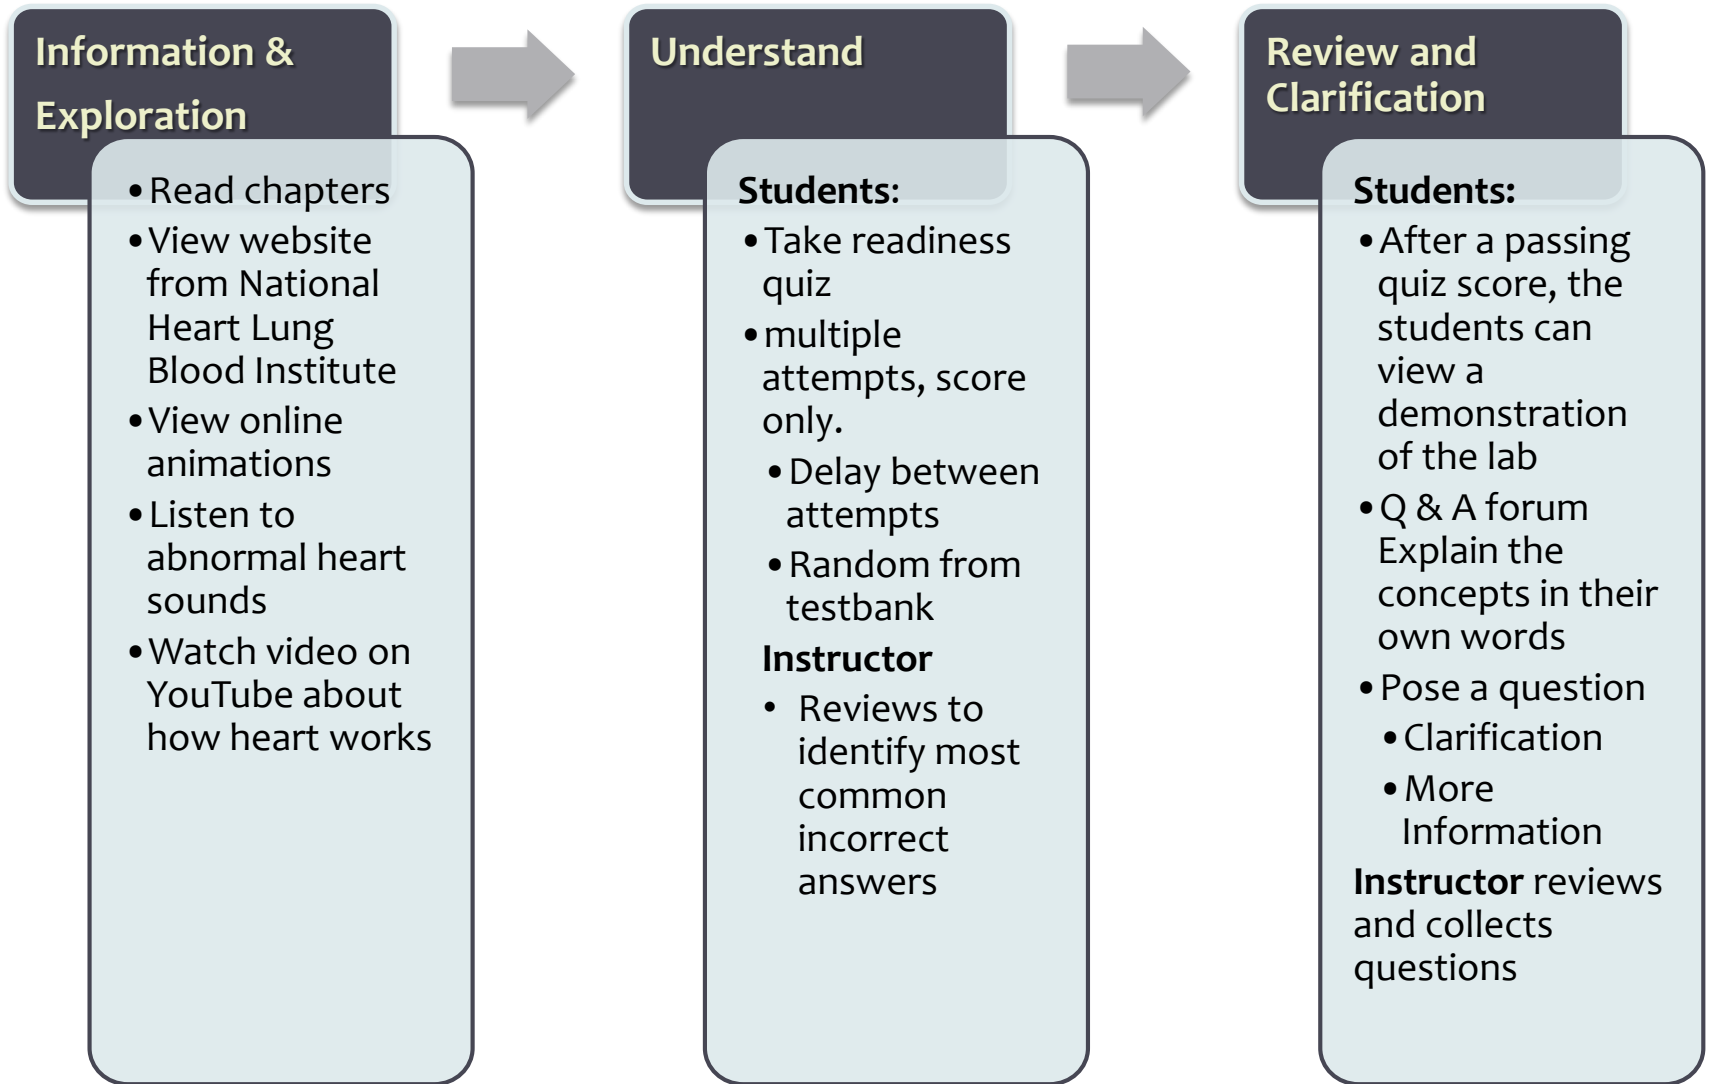 Information &
Exploration
• Read chapters
• View website
from National
Heart Lung
Blood Institute
• View online
animations
• Listen to
abnormal heart
sounds
• Watch video on
YouTube about
how heart works
Understand
Students:
• Take readiness
quiz
• multiple
attempts, score
only.
• Delay between
attempts
• Random from
testbank
Instructor
• Reviews to
identify most
common
incorrect
answers
Review and
Clarification
Students:
• After a passing
quiz score, the
students can
view a
demonstration
of the lab
• Q & A forum
Explain the
concepts in their
own words
• Pose a question
• Clarification
• More
Information
Instructor reviews
and collects
questions